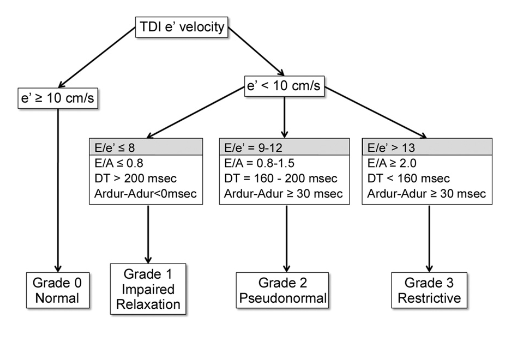 TDI e' velocity
e' ≥ 10 cm/s
e' < 10 cm/s
E/e' ≤ 8
E/A ≤ 0.8
DT > 200 msec
Ardur-Adur<0msec
E/e' = 9-12
E/A = 0.8-1.5
DT = 160 - 200 msec
Ardur-Adur ≥ 30 msec
E/e' > 13
E/A ≥ 2.0
DT < 160 msec
Ardur-Adur ≥ 30 msec
Grade 0
Normal
Grade 1
Impaired
Relaxation
Grade 2
Pseudonormal
Grade 3
Restrictive